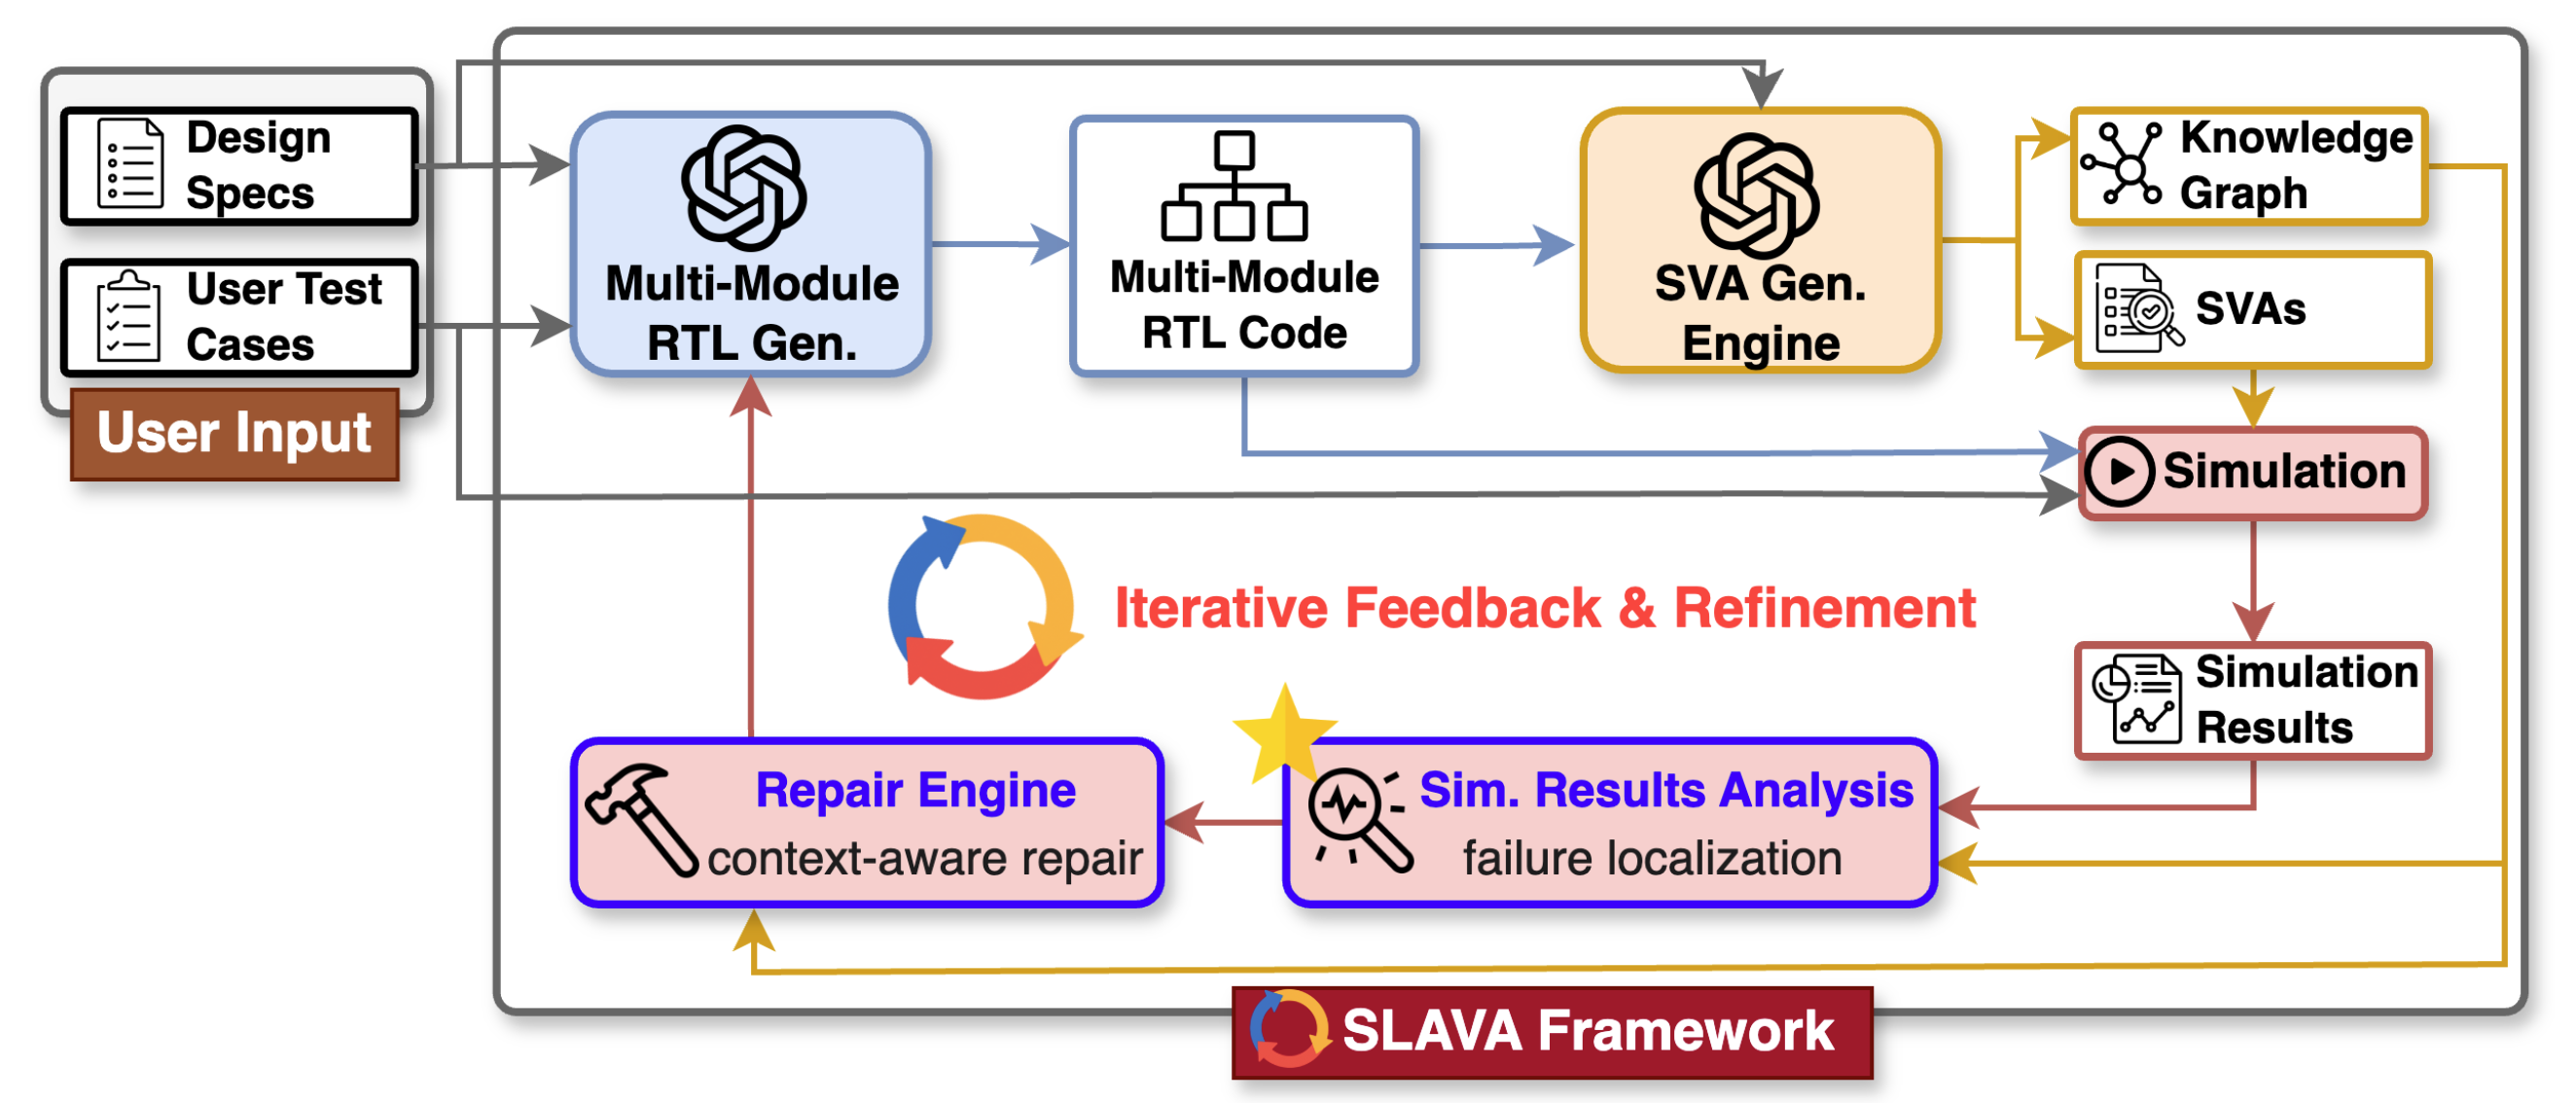 Design
Specs
User Test
Cases
User Input
Multi-Module
RTL Gen.
Multi-Module
RTL Code
SVA Gen.
Engine
Knowledge
Graph
SVAs
Simulation
Iterative Feedback & Refinement
Simulation
Results
Repair Engine
context-aware repair
Sim. Results Analysis
failure localization
SLAVA Framework